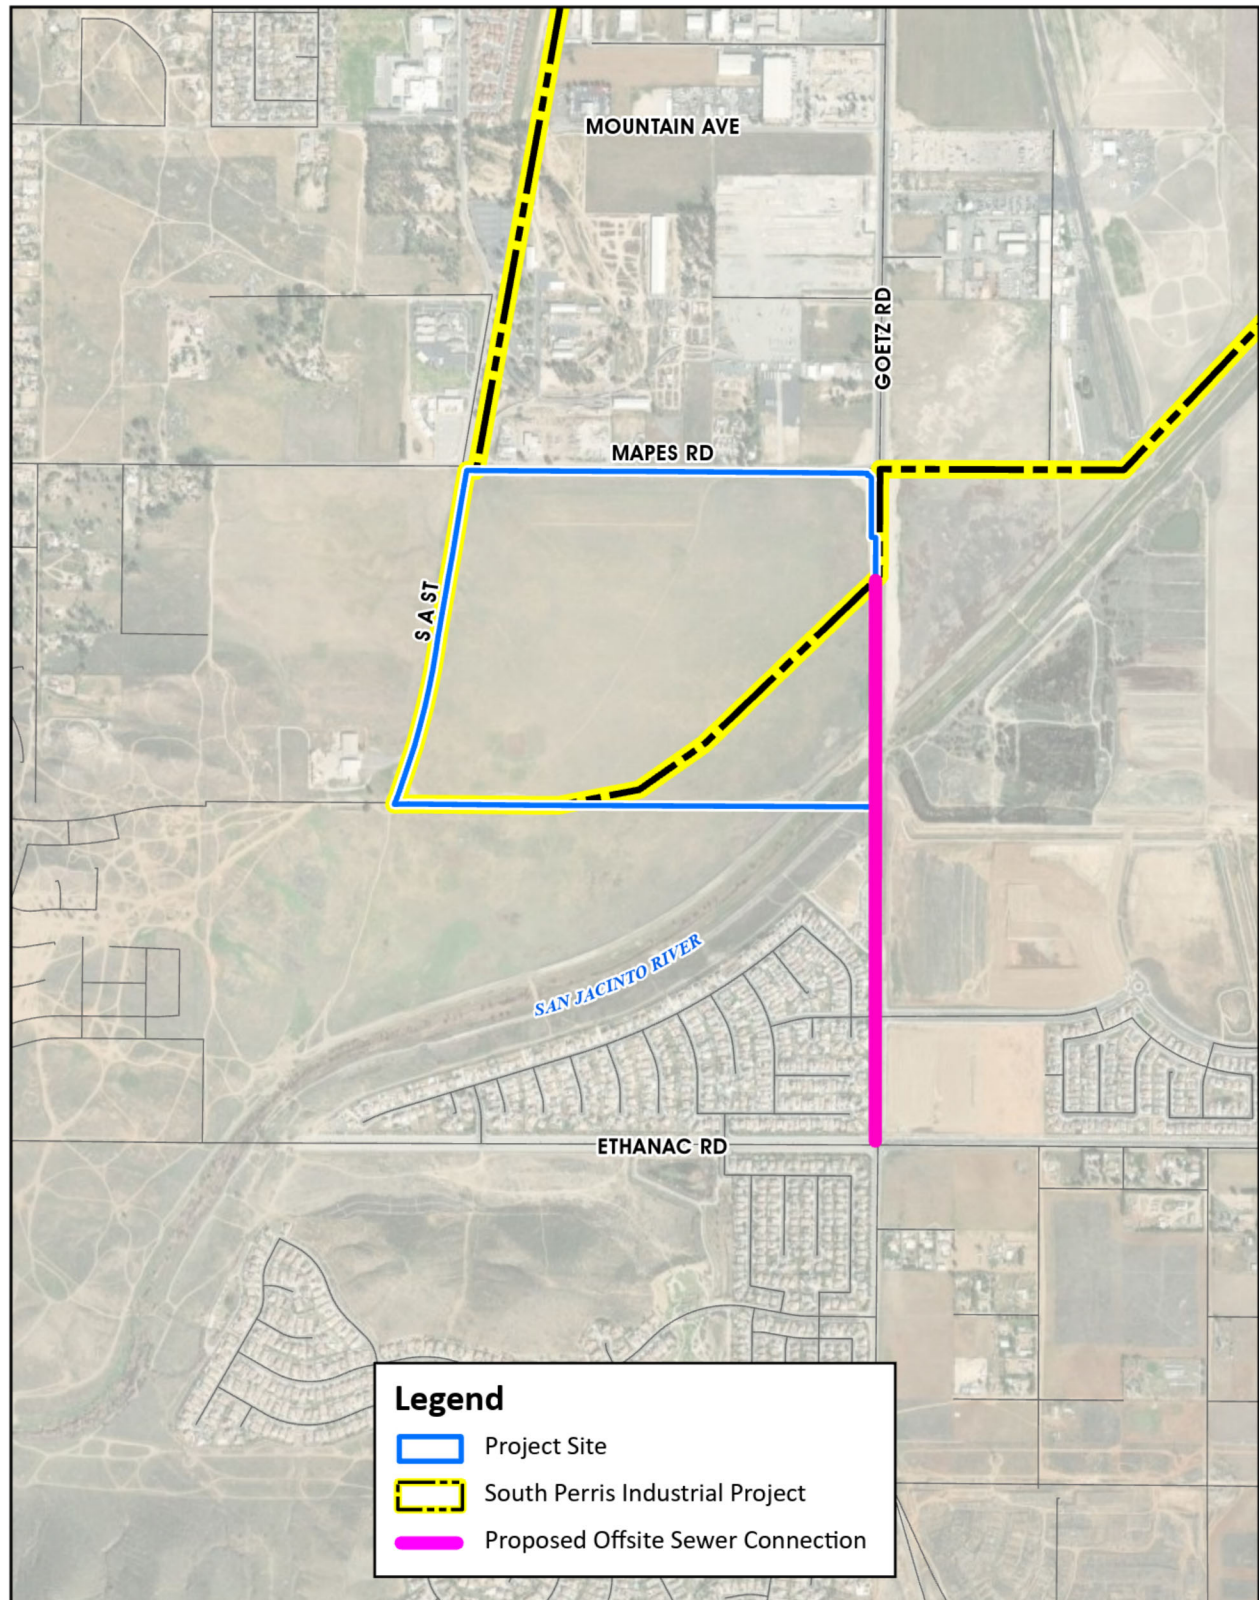 MOUNTAIN AVE
GOETZ RD
MAPES RD
S A ST
SAN JACINTO RIVER
ETHANAC RD
Legend
Project Site
South Perris Industrial Project
Proposed Offsite Sewer Connection